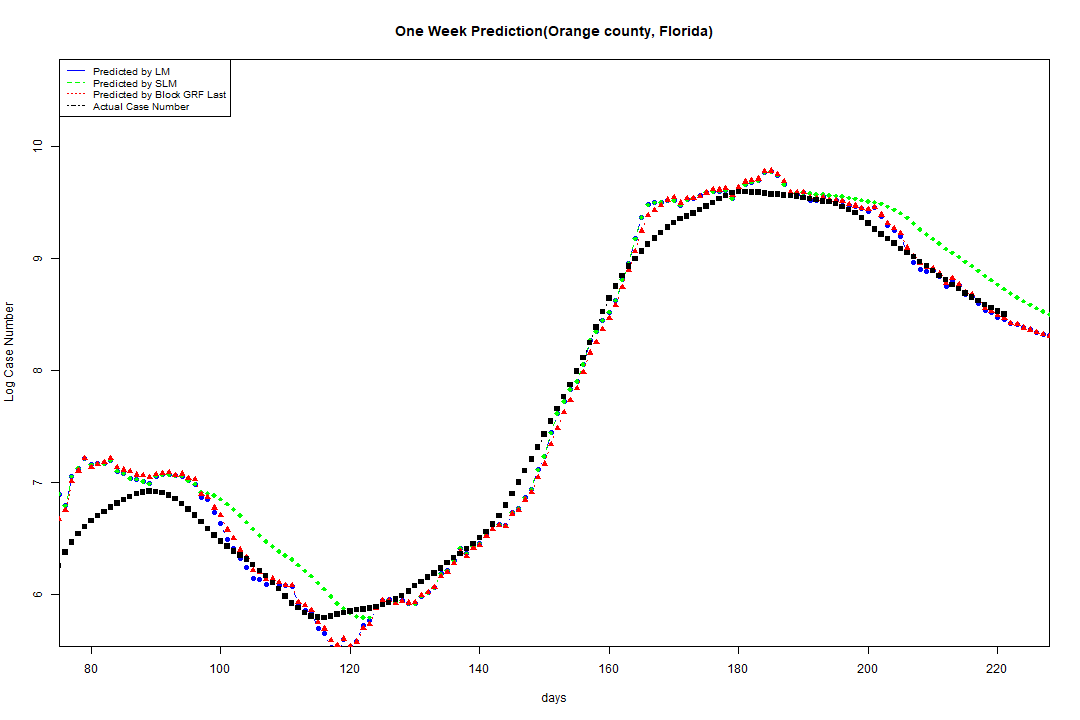 One Week Prediction(Orange county, Florida)
Predicted by LM
Predicted by SLM
Predicted by Block GRF Last
Actual Case Number
10
9
8
7
6
Log Case Number
80 100 120 140 160 180 200 220
days